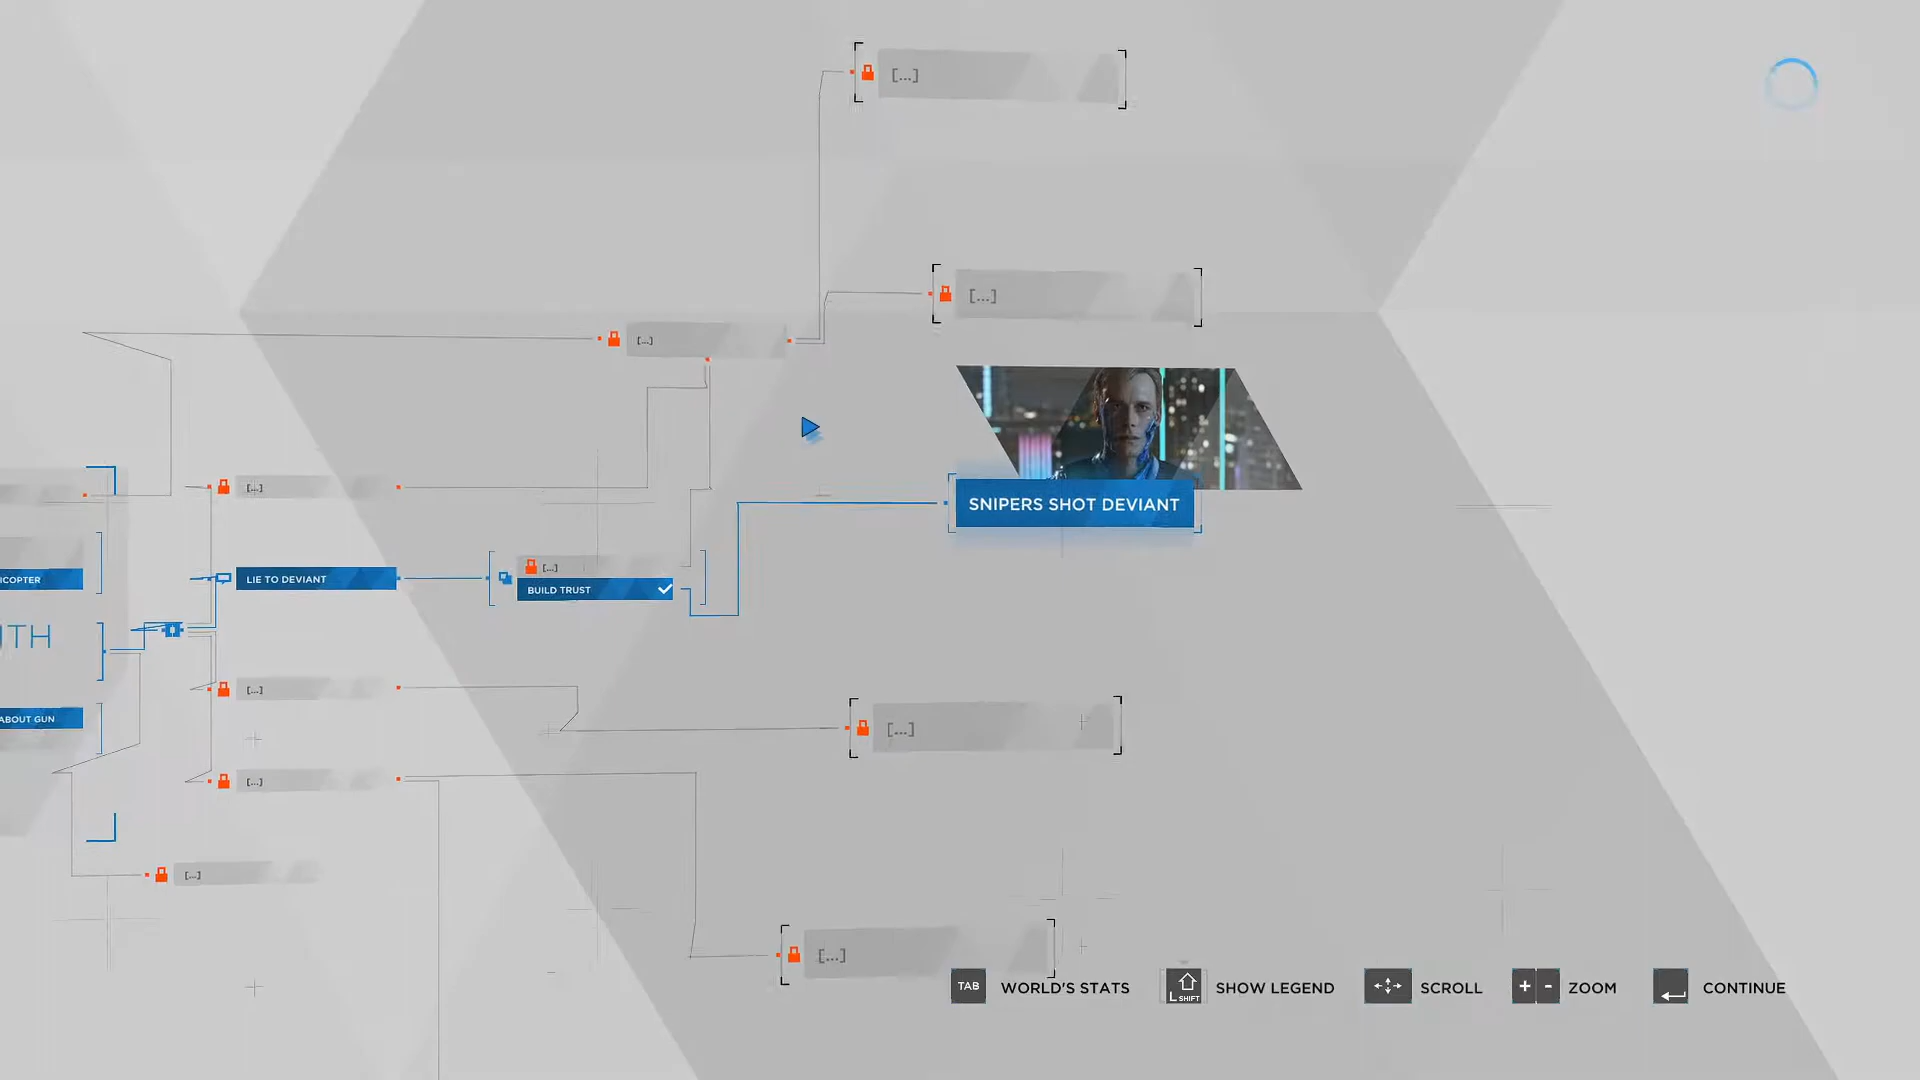 [...]
[...]
[...]
[...]
SNIPERS SHOT DEVIANT
[...]
LIE TO DEVIANT
BUILD TRUST
ICOPTER
TH
[...]
ABOUT GUN
[...]
[...]
[...]
[...]
TAB WORLD'S STATS L SHIFT SHOW LEGEND SCROLL + - ZOOM CONTINUE